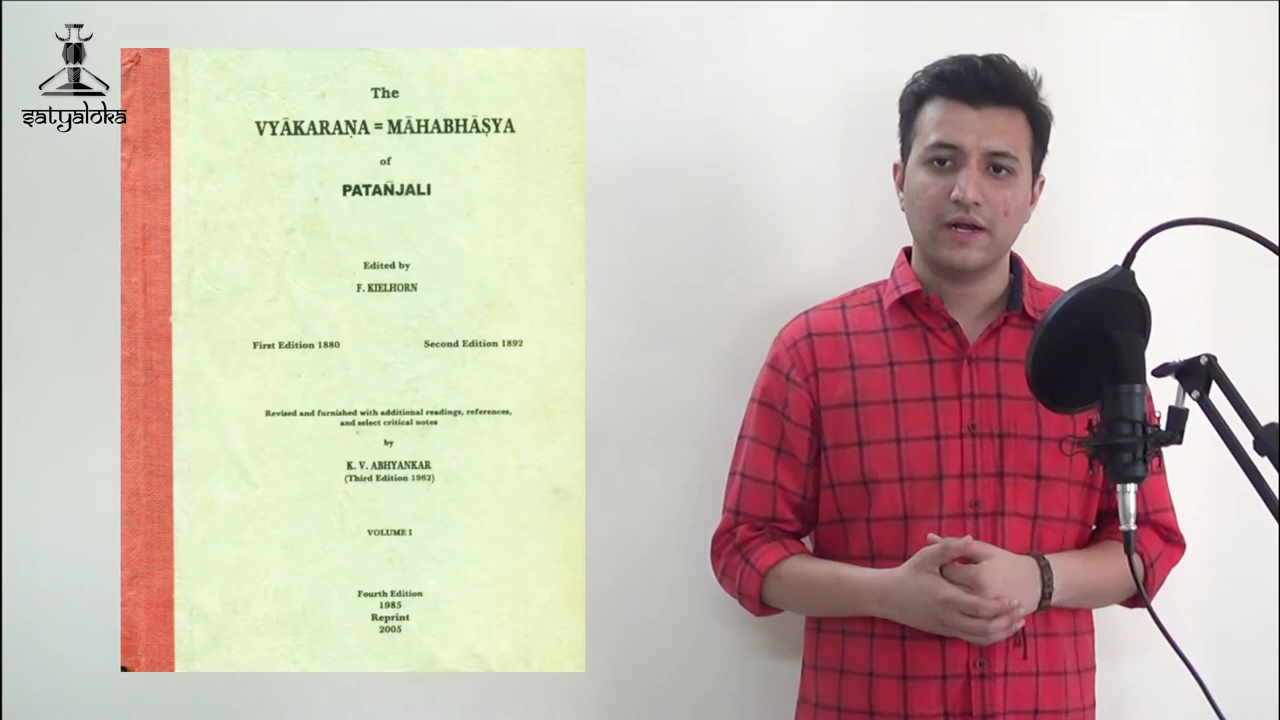 satyaloka
The
VYĀKARAṆA = MĀHABHĀṢYA
of
PATAÑJALI
Edited by
F. KIELHORN
First Edition 1880 Second Edition 1892
Revised and furnished with additional readings, references,
and select critical notes
by
K. V. ABHYANKAR
(Third Edition 1962)
VOLUME I
Fourth Edition
1985
Reprint
2005